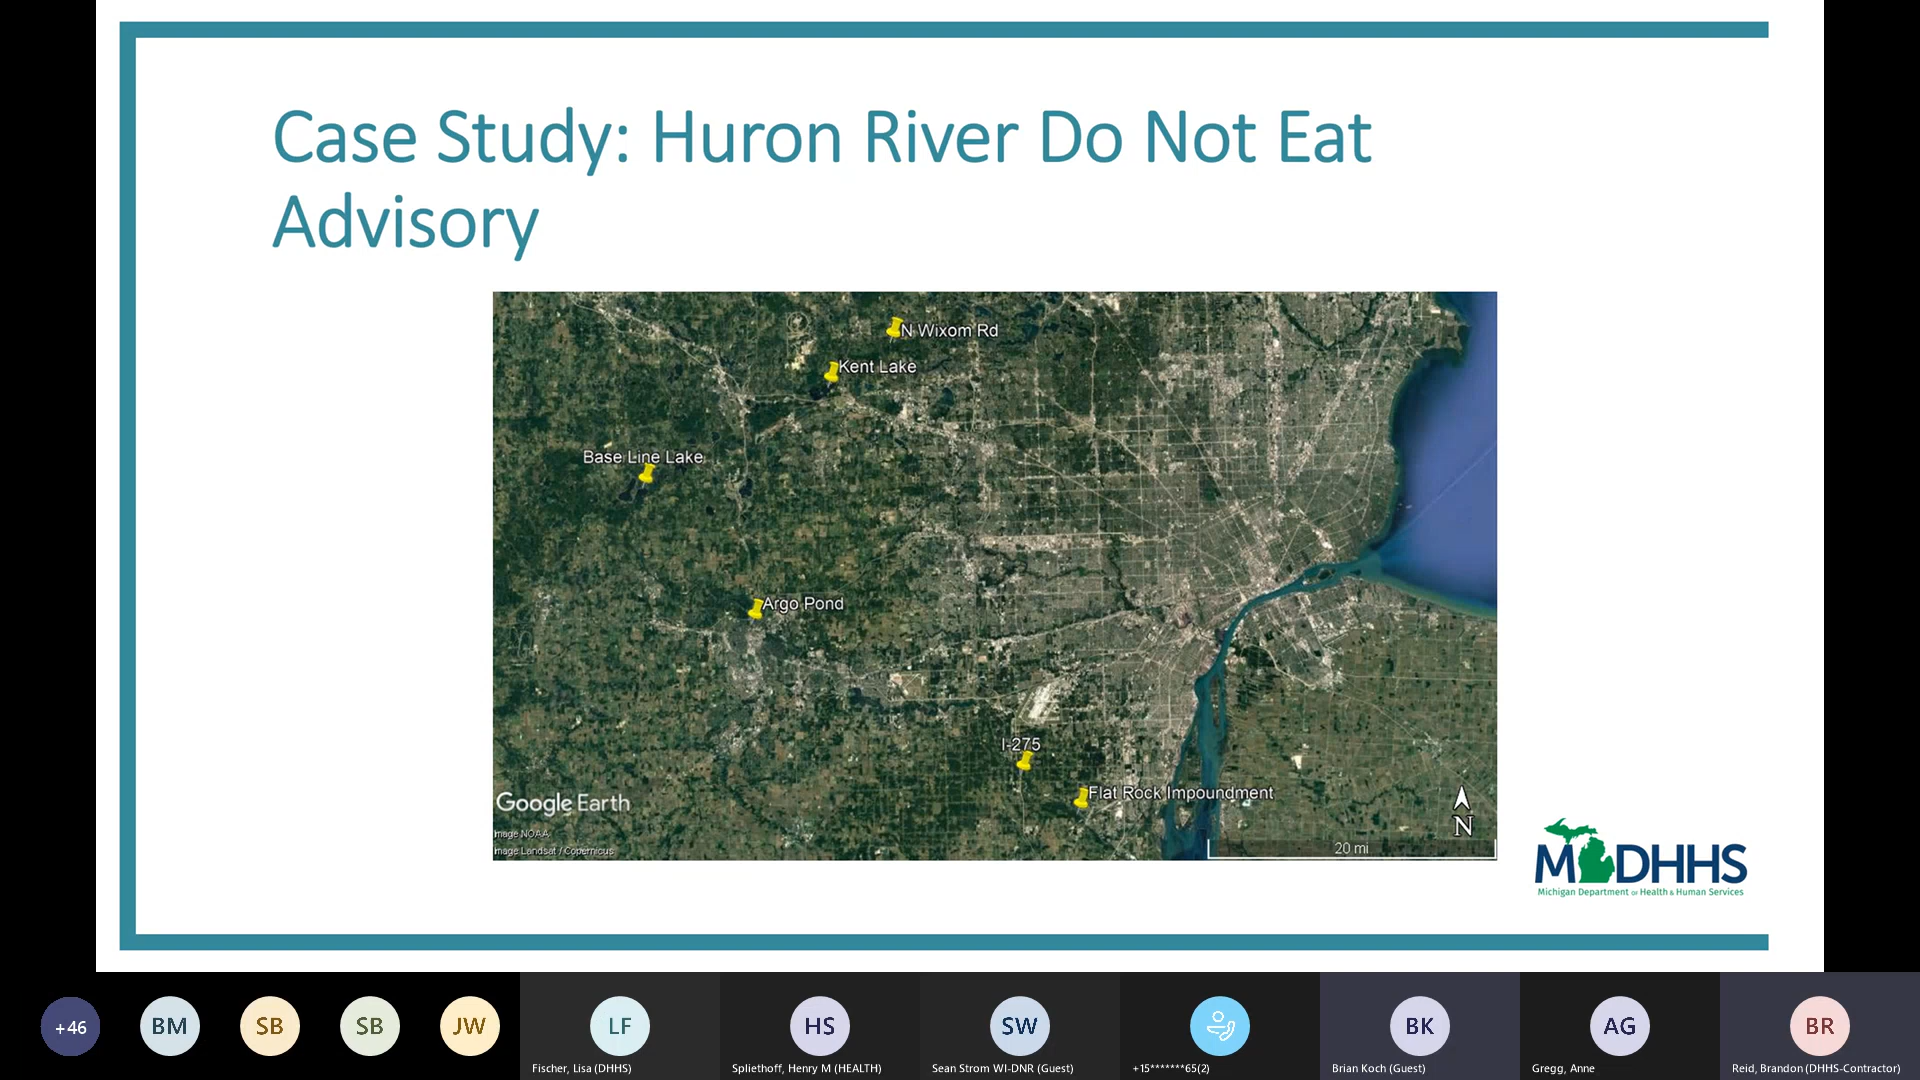 Case Study: Huron River Do Not Eat
Advisory
N Wixom Rd
Kent Lake
Base Line Lake
Argo Pond
I-275
Flat Rock Impoundment
Google Earth
Image NOAA
Image Landsat / Copernicus
N
20 mi
MDHHS
Michigan Department of Health & Human Services
+46
BM
SB
SB
JW
LF
HS
SW
BK
AG
BR
Fischer, Lisa (DHHS)
Spliethoff, Henry M (HEALTH)
Sean Strom WI-DNR (Guest)
+15*******65(2)
Brian Koch (Guest)
Gregg, Anne
Reid, Brandon (DHHS-Contractor)